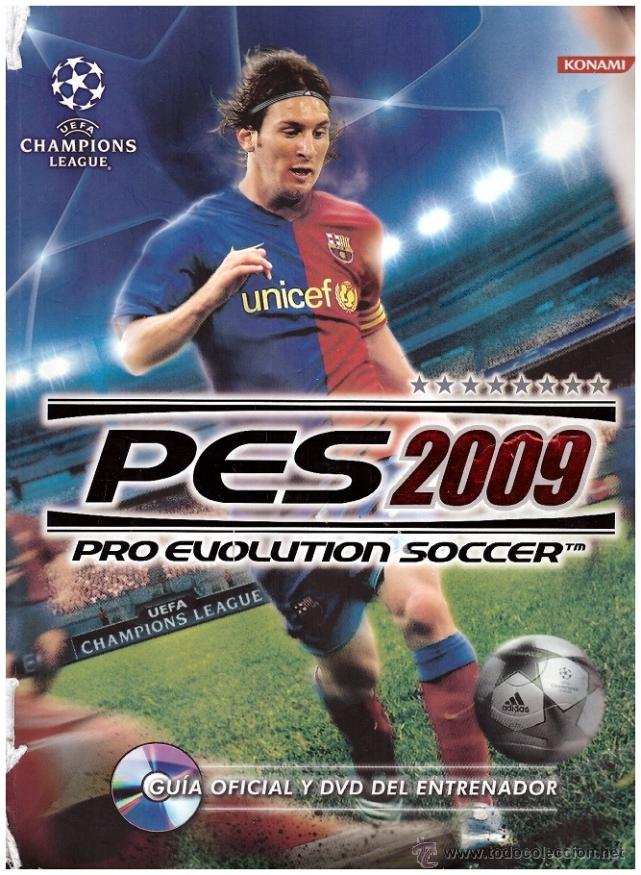 KONAMI
UEFA
CHAMPIONS
LEAGUE
unicef
PES 2009
PRO EVOLUTION SOCCER™
UEFA
CHAMPIONS LEAGUE
adidas
GUÍA OFICIAL Y DVD DEL ENTRENADOR
www.todocoleccion.net